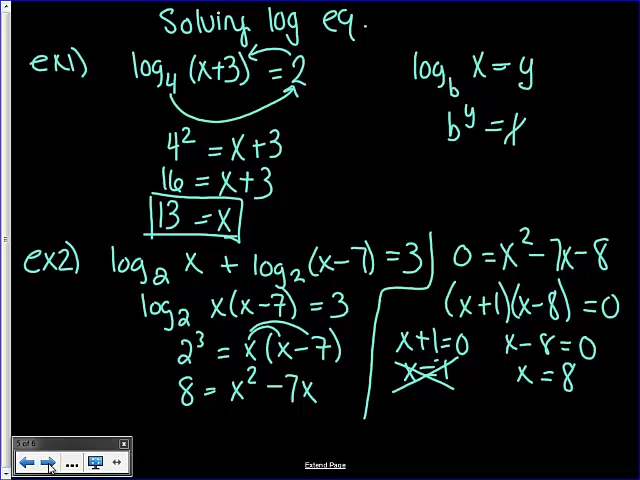 Solving log eq.
ex1) log₄ (x+3) = 2
log_b x = y
b^y = x
4² = x+3
16 = x+3
13 = x
ex2) log₂ x + log₂ (x-7) = 3
log₂ x(x-7) = 3
2³ = x(x-7)
8 = x² - 7x
0 = x² - 7x - 8
(x+1)(x-8) = 0
x+1=0 x-8=0
x=-1 x=8
5 of 6
Extend Page